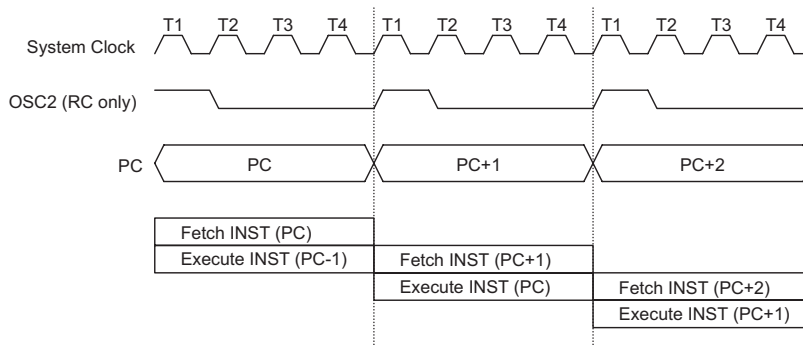 T1 T2 T3 T4 T1 T2 T3 T4 T1 T2 T3 T4
System Clock
OSC2 (RC only)
PC PC PC+1 PC+2
Fetch INST (PC)
Execute INST (PC-1) Fetch INST (PC+1)
Execute INST (PC) Fetch INST (PC+2)
Execute INST (PC+1)